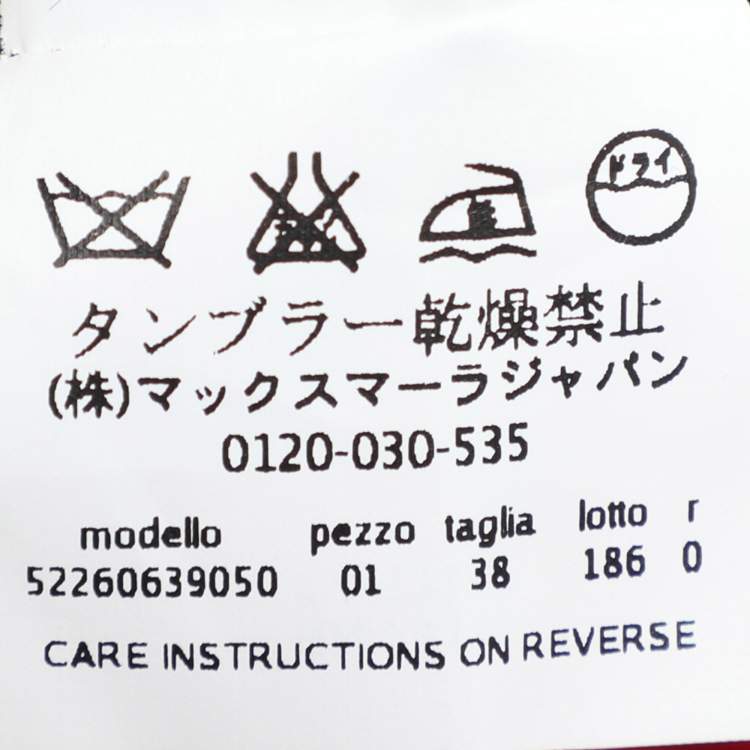 ドライ
タンブラー乾燥禁止
(株)マックスマーラジャパン
0120-030-535
modello pezzo taglia lotto r
52260639050 01 38 186 0
CARE INSTRUCTIONS ON REVERSE